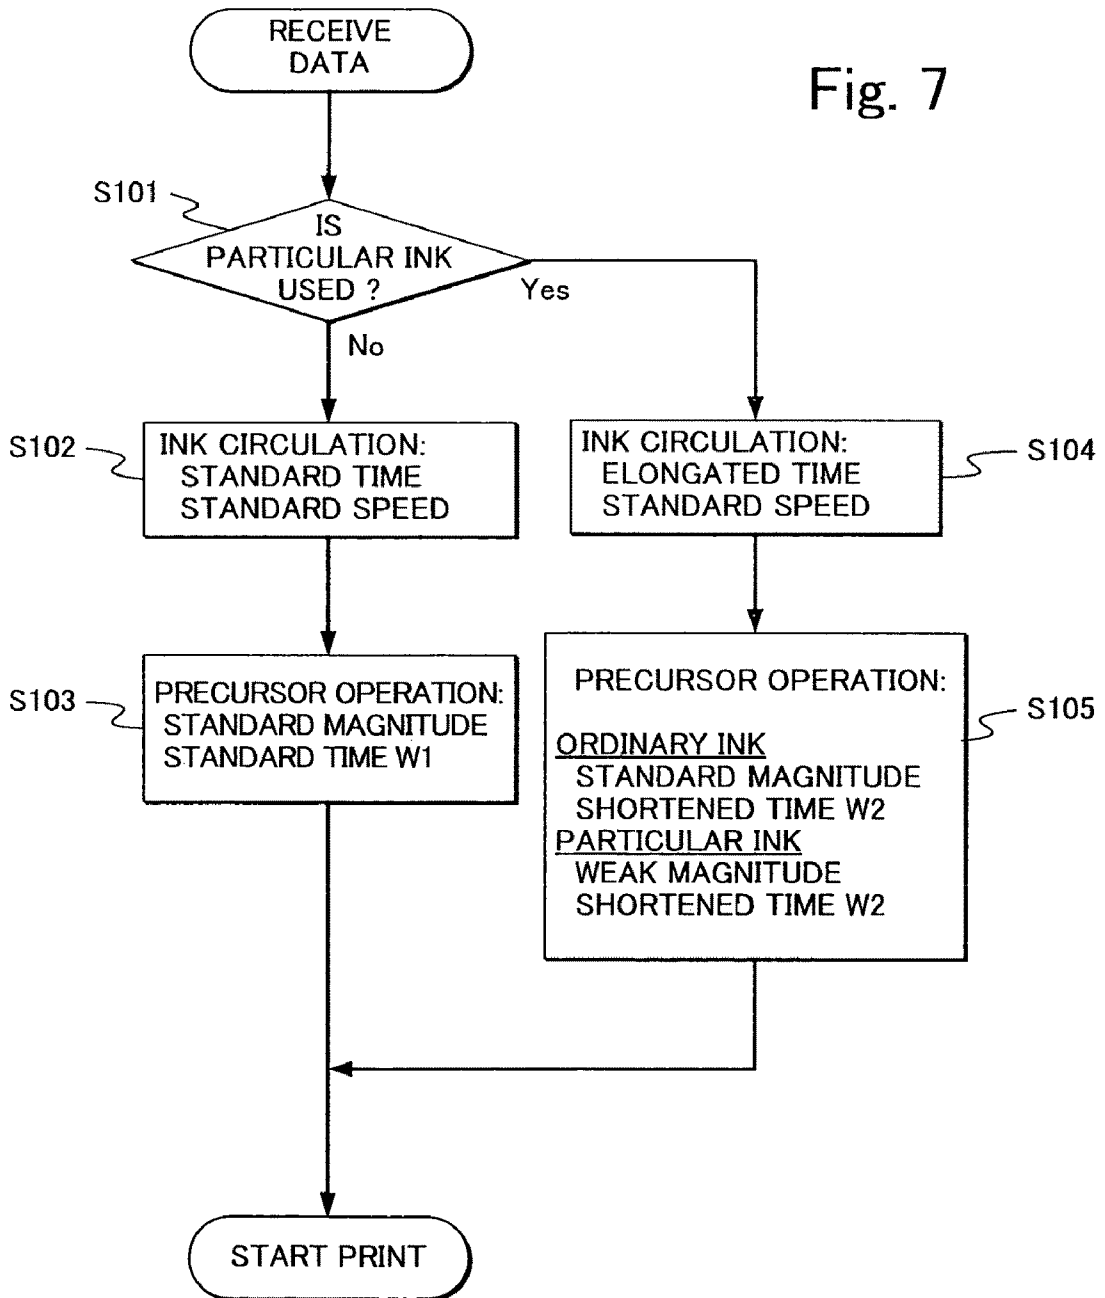 RECEIVE
DATA
Fig. 7
S101
IS
PARTICULAR INK
USED ?
Yes
No
S102
INK CIRCULATION:
STANDARD TIME
STANDARD SPEED
INK CIRCULATION:
ELONGATED TIME
STANDARD SPEED
S104
S103
PRECURSOR OPERATION:
STANDARD MAGNITUDE
STANDARD TIME W1
PRECURSOR OPERATION:
ORDINARY INK
STANDARD MAGNITUDE
SHORTENED TIME W2
PARTICULAR INK
WEAK MAGNITUDE
SHORTENED TIME W2
S105
START PRINT